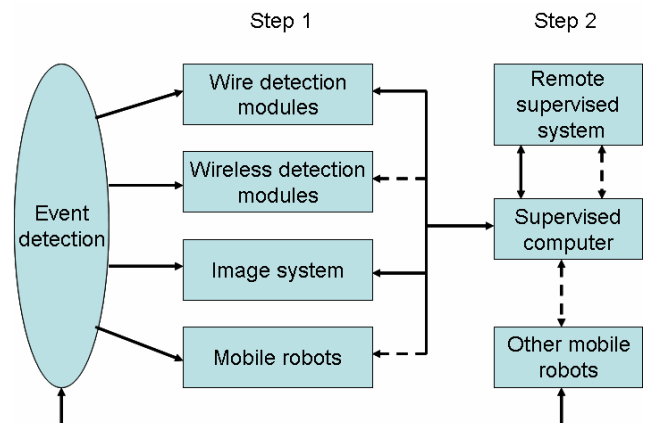 Step 1
Step 2
Event
detection
Wire detection
modules
Wireless detection
modules
Image system
Mobile robots
Remote
supervised
system
Supervised
computer
Other mobile
robots